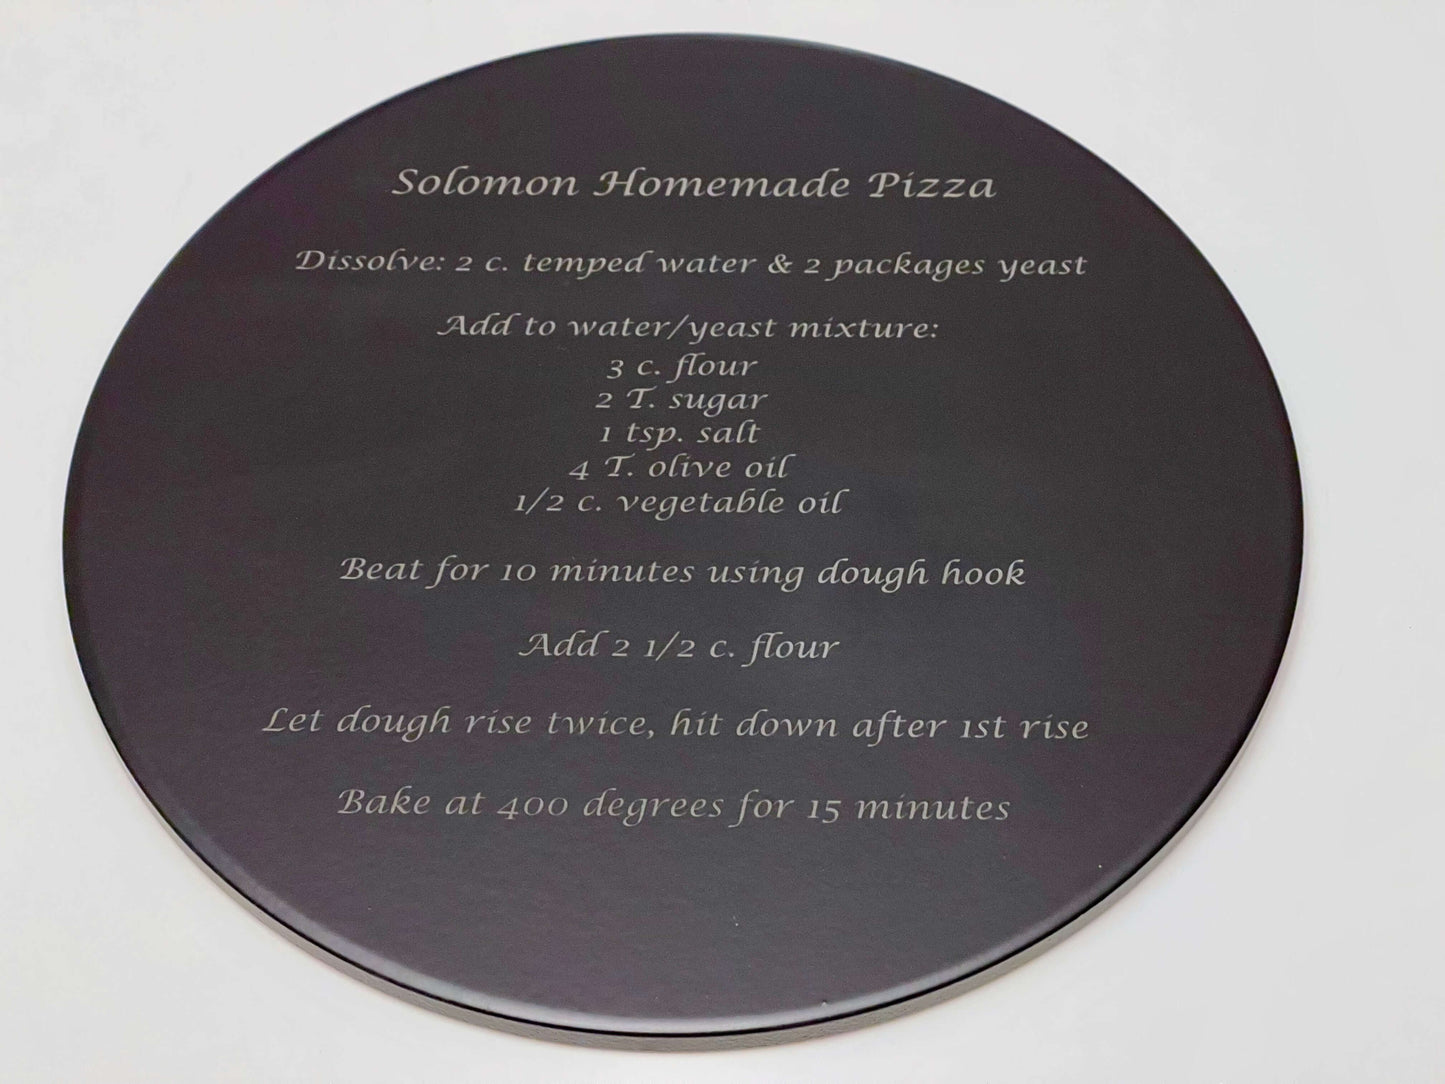 Solomon Homemade Pizza
Dissolve: 2 c. temped water & 2 packages yeast
Add to water/yeast mixture:
3 c. flour
2 T. sugar
1 tsp. salt
4 T. olive oil
1/2 c. vegetable oil
Beat for 10 minutes using dough hook
Add 2 1/2 c. flour
Let dough rise twice, hit down after 1st rise
Bake at 400 degrees for 15 minutes